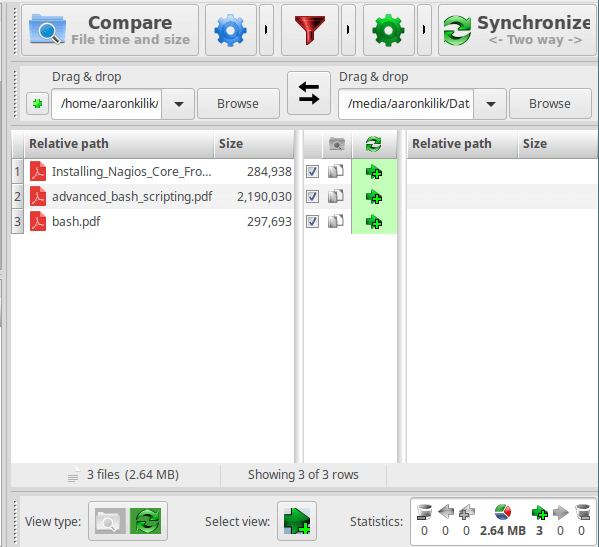 Compare
File time and size
Synchronize
<- Two way ->
Drag & drop
Drag & drop
/home/aaronkilik/
Browse
/media/aaronkilik/Dat
Browse
Relative path Size
Relative path Size
1 Installing_Nagios_Core_Fro... 284,938
2 advanced_bash_scripting.pdf 2,190,030
3 bash.pdf 297,693
3 files (2.64 MB)
Showing 3 of 3 rows
View type:
Select view:
Statistics:
0 0 0 2.64 MB 3 0 0